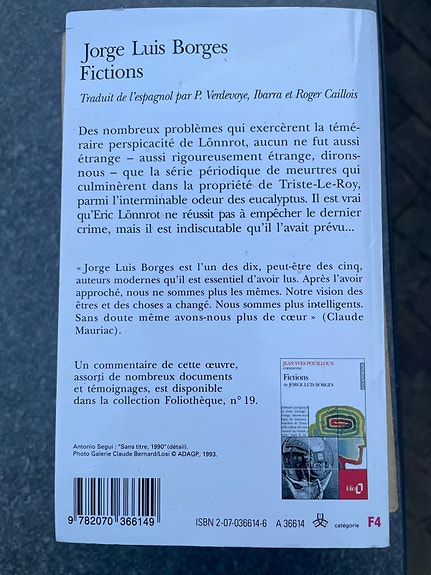 Jorge Luis Borges
Fictions
Traduit de l'espagnol par P. Verdevoye, Ibarra et Roger Caillois
Des nombreux problèmes qui exercèrent la témé-
raire perspicacité de Lönnrot, aucun ne fut aussi
étrange – aussi rigoureusement étrange, dirons-
nous – que la série périodique de meurtres qui
culminèrent dans la propriété de Triste-Le-Roy,
parmi l'interminable odeur des eucalyptus. Il est vrai
qu'Eric Lönnrot ne réussit pas à empêcher le dernier
crime, mais il est indiscutable qu'il l'avait prévu...
« Jorge Luis Borges est l'un des dix, peut-être des cinq,
auteurs modernes qu'il est essentiel d'avoir lus. Après l'avoir
approché, nous ne sommes plus les mêmes. Notre vision des
êtres et des choses a changé. Nous sommes plus intelligents.
Sans doute même avons-nous plus de cœur » (Claude
Mauriac).
Un commentaire de cette œuvre,
assorti de nombreux documents
et témoignages, est disponible
dans la collection Foliothèque, n° 19.
JEAN-YVES POUILLOUX
Fictions
de JORGE LUIS BORGES
Antonio Segui : "Sans titre, 1990" (détail).
Photo Galerie Claude Bernard/Losi © ADAGP, 1993.
9 782070 366149
ISBN 2-07-036614-6 A 36614 catégorie F4